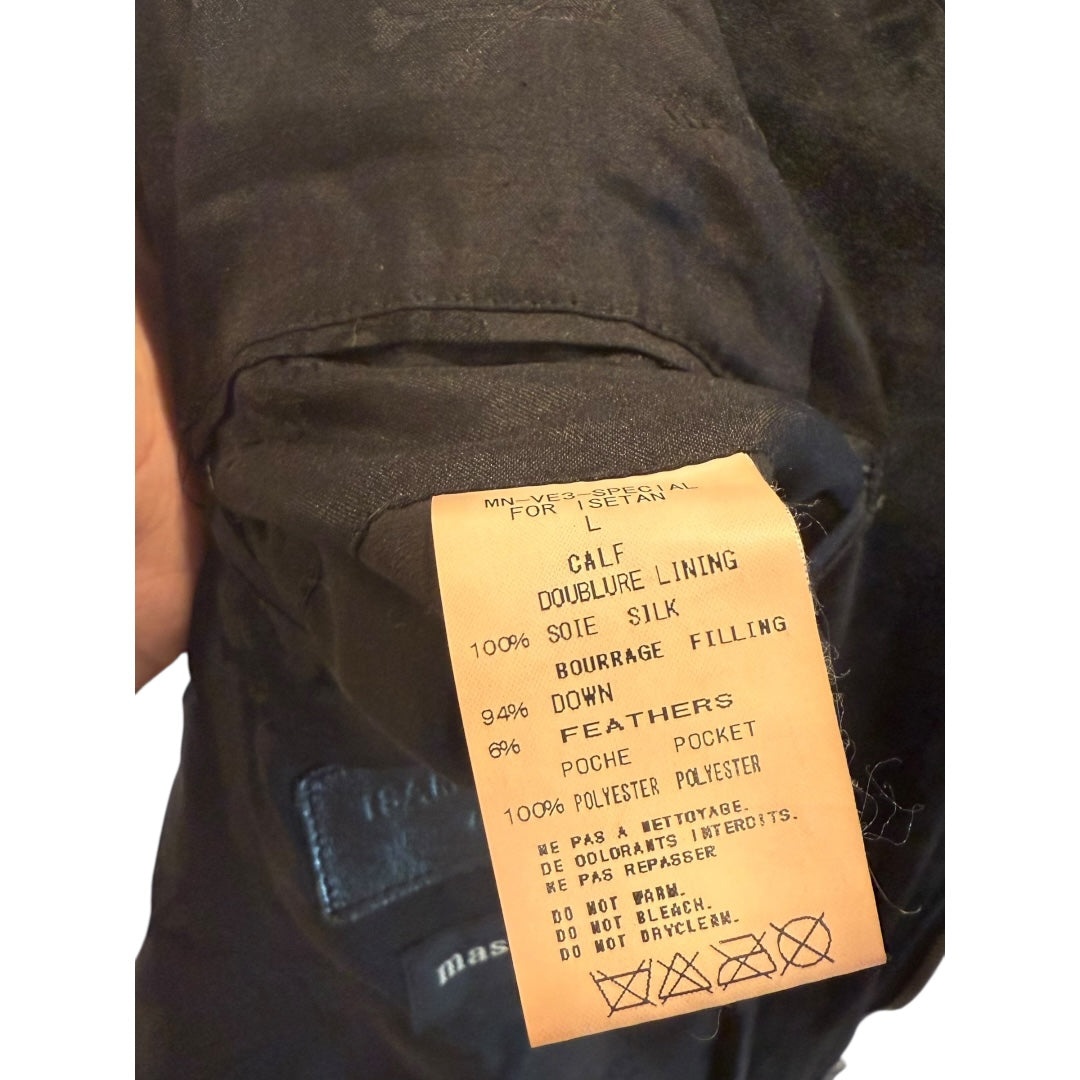 MN-VE3-SPECIAL
FOR ISETAN
L
CALF
DOUBLURE LINING
100% SOIE SILK
BOURRAGE FILLING
94% DOWN
6% FEATHERS
POCHE POCKET
100% POLYESTER POLYESTER
NE PAS A NETTOYAGE.
DE ODLORANTS INTERDITS.
NE PAS REPASSER
DO NOT WARM.
DO NOT BLEACH.
DO NOT DRYCLEAN.
mas